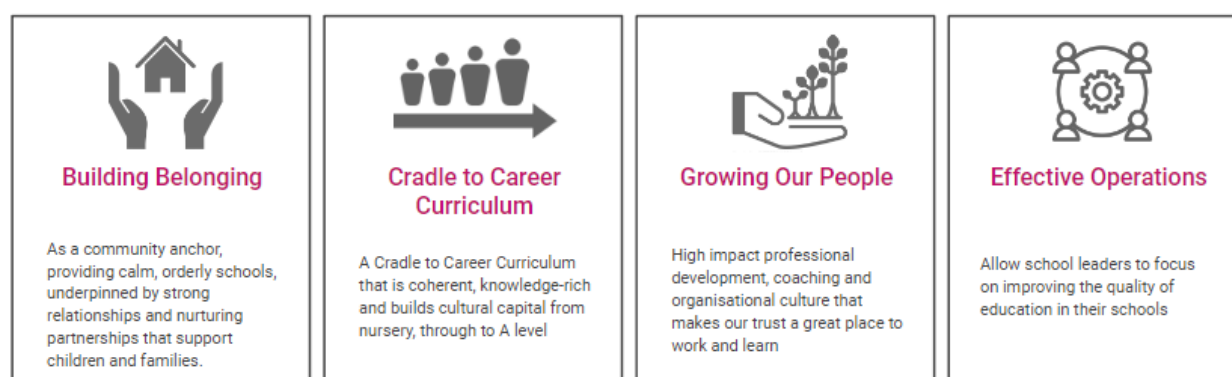 Building Belonging
As a community anchor,
providing calm, orderly schools,
underpinned by strong
relationships and nurturing
partnerships that support
children and families.
Cradle to Career
Curriculum
A Cradle to Career Curriculum
that is coherent, knowledge-rich
and builds cultural capital from
nursery, through to A level
Growing Our People
High impact professional
development, coaching and
organisational culture that
makes our trust a great place to
work and learn
Effective Operations
Allow school leaders to focus
on improving the quality of
education in their schools